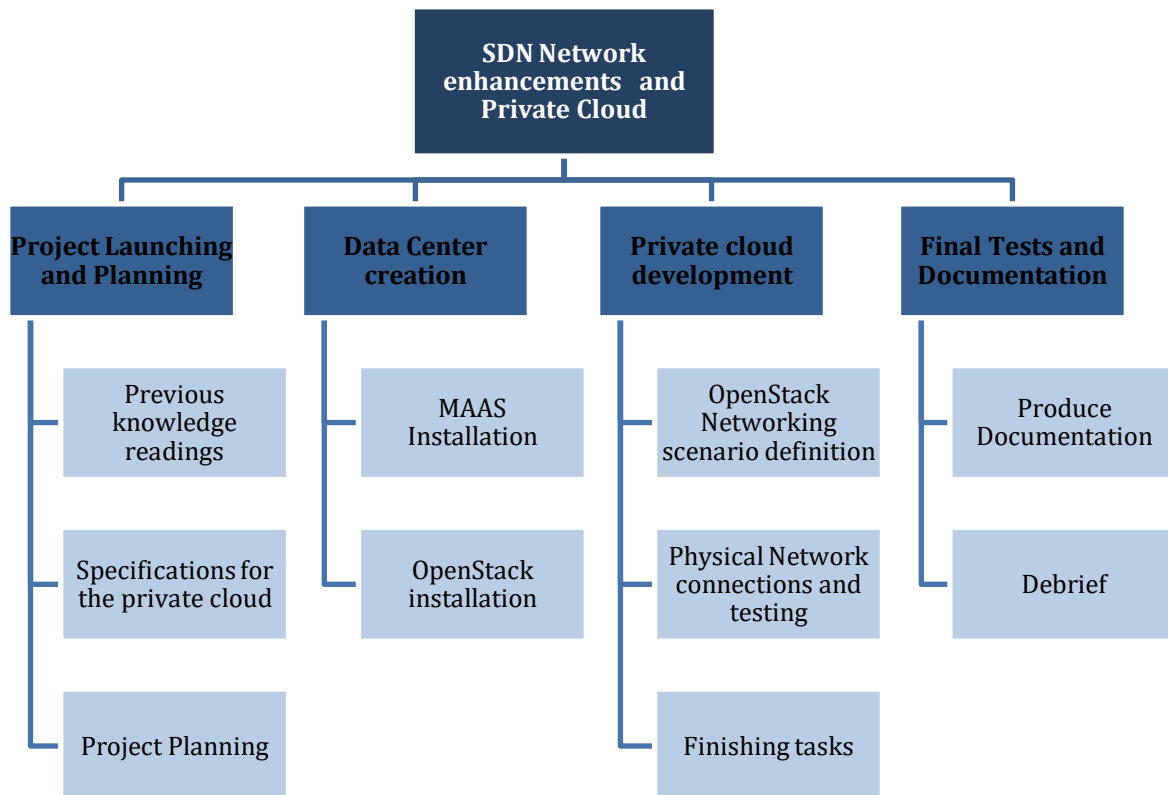 SDN Network
enhancements and
Private Cloud
Project Launching
and Planning
Data Center
creation
Private cloud
development
Final Tests and
Documentation
Previous
knowledge
readings
MAAS
Installation
OpenStack
Networking
scenario definition
Produce
Documentation
Specifications for
the private cloud
OpenStack
installation
Physical Network
connections and
testing
Debrief
Project Planning
Finishing tasks